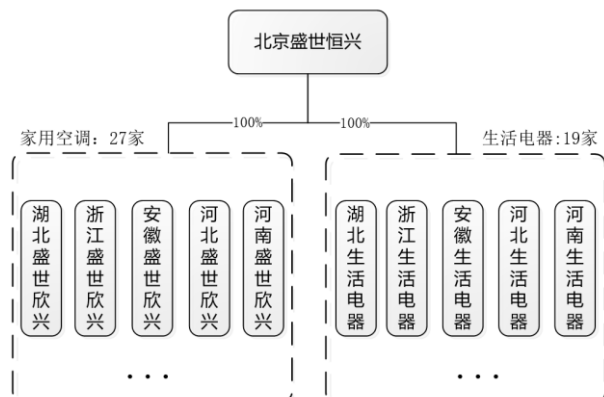 北京盛世恒兴
100%
100%
家用空调：27家
生活电器:19家
湖北盛世欣兴
浙江盛世欣兴
安徽盛世欣兴
河北盛世欣兴
河南盛世欣兴
湖北生活电器
浙江生活电器
安徽生活电器
河北生活电器
河南生活电器
...
...